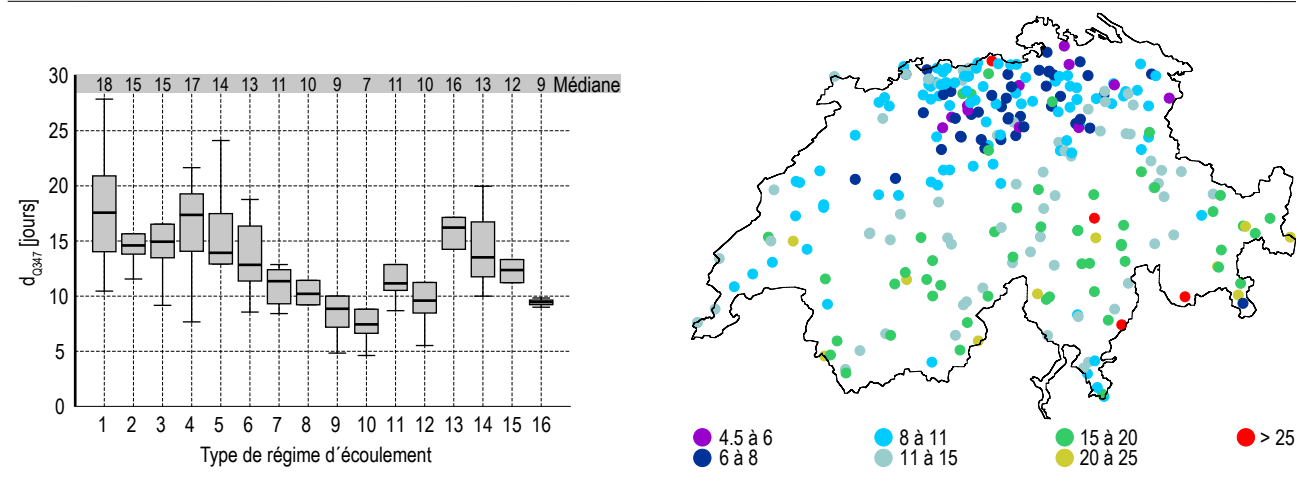 30 18 15 15 17 14 13 11 10 9 7 11 10 16 13 12 9 Médiane
25
20
15
10
5
0
d Q347 [jours]
1 2 3 4 5 6 7 8 9 10 11 12 13 14 15 16
Type de régime d´écoulement
4.5 à 6 8 à 11 15 à 20 > 25
6 à 8 11 à 15 20 à 25